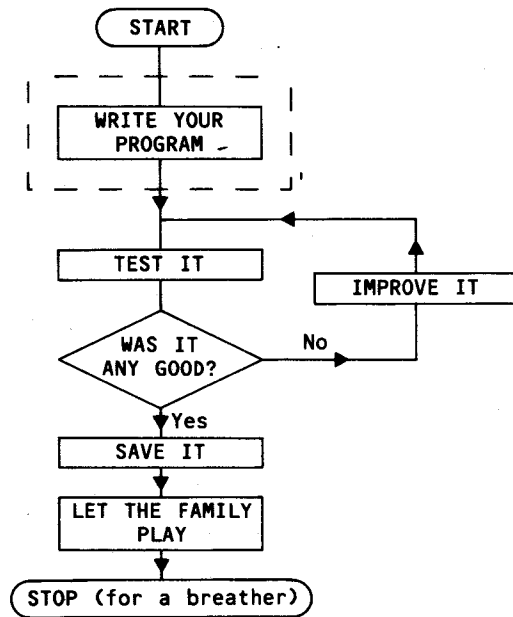 START
WRITE YOUR
PROGRAM
TEST IT
IMPROVE IT
WAS IT
ANY GOOD?
No
Yes
SAVE IT
LET THE FAMILY
PLAY
STOP (for a breather)